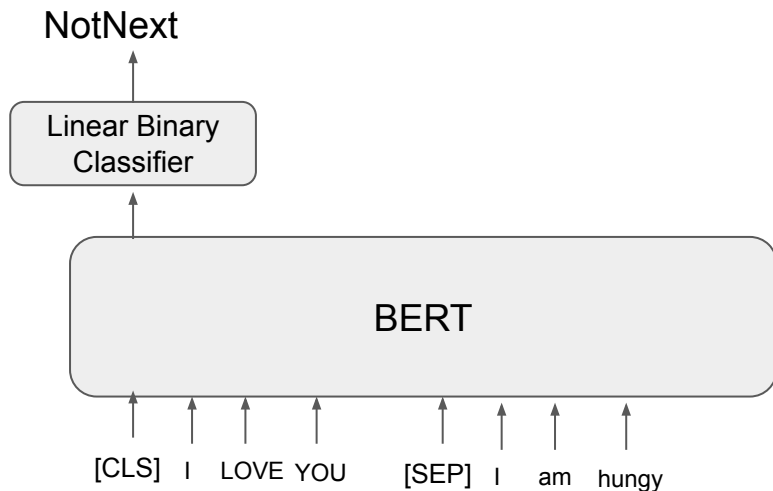 NotNext
Linear Binary
Classifier
BERT
[CLS] I LOVE YOU [SEP] I am hungy